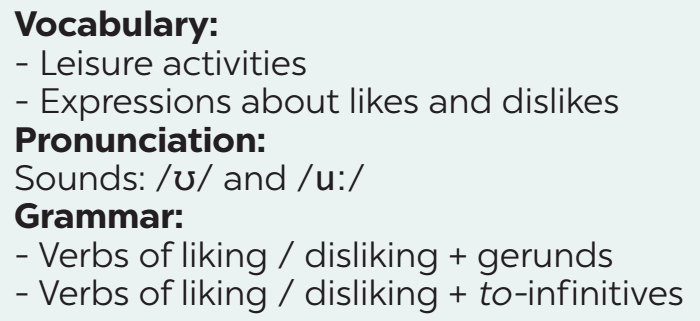 Vocabulary:
- Leisure activities
- Expressions about likes and dislikes
Pronunciation:
Sounds: /ʊ/ and /uː/
Grammar:
- Verbs of liking / disliking + gerunds
- Verbs of liking / disliking + to-infinitives